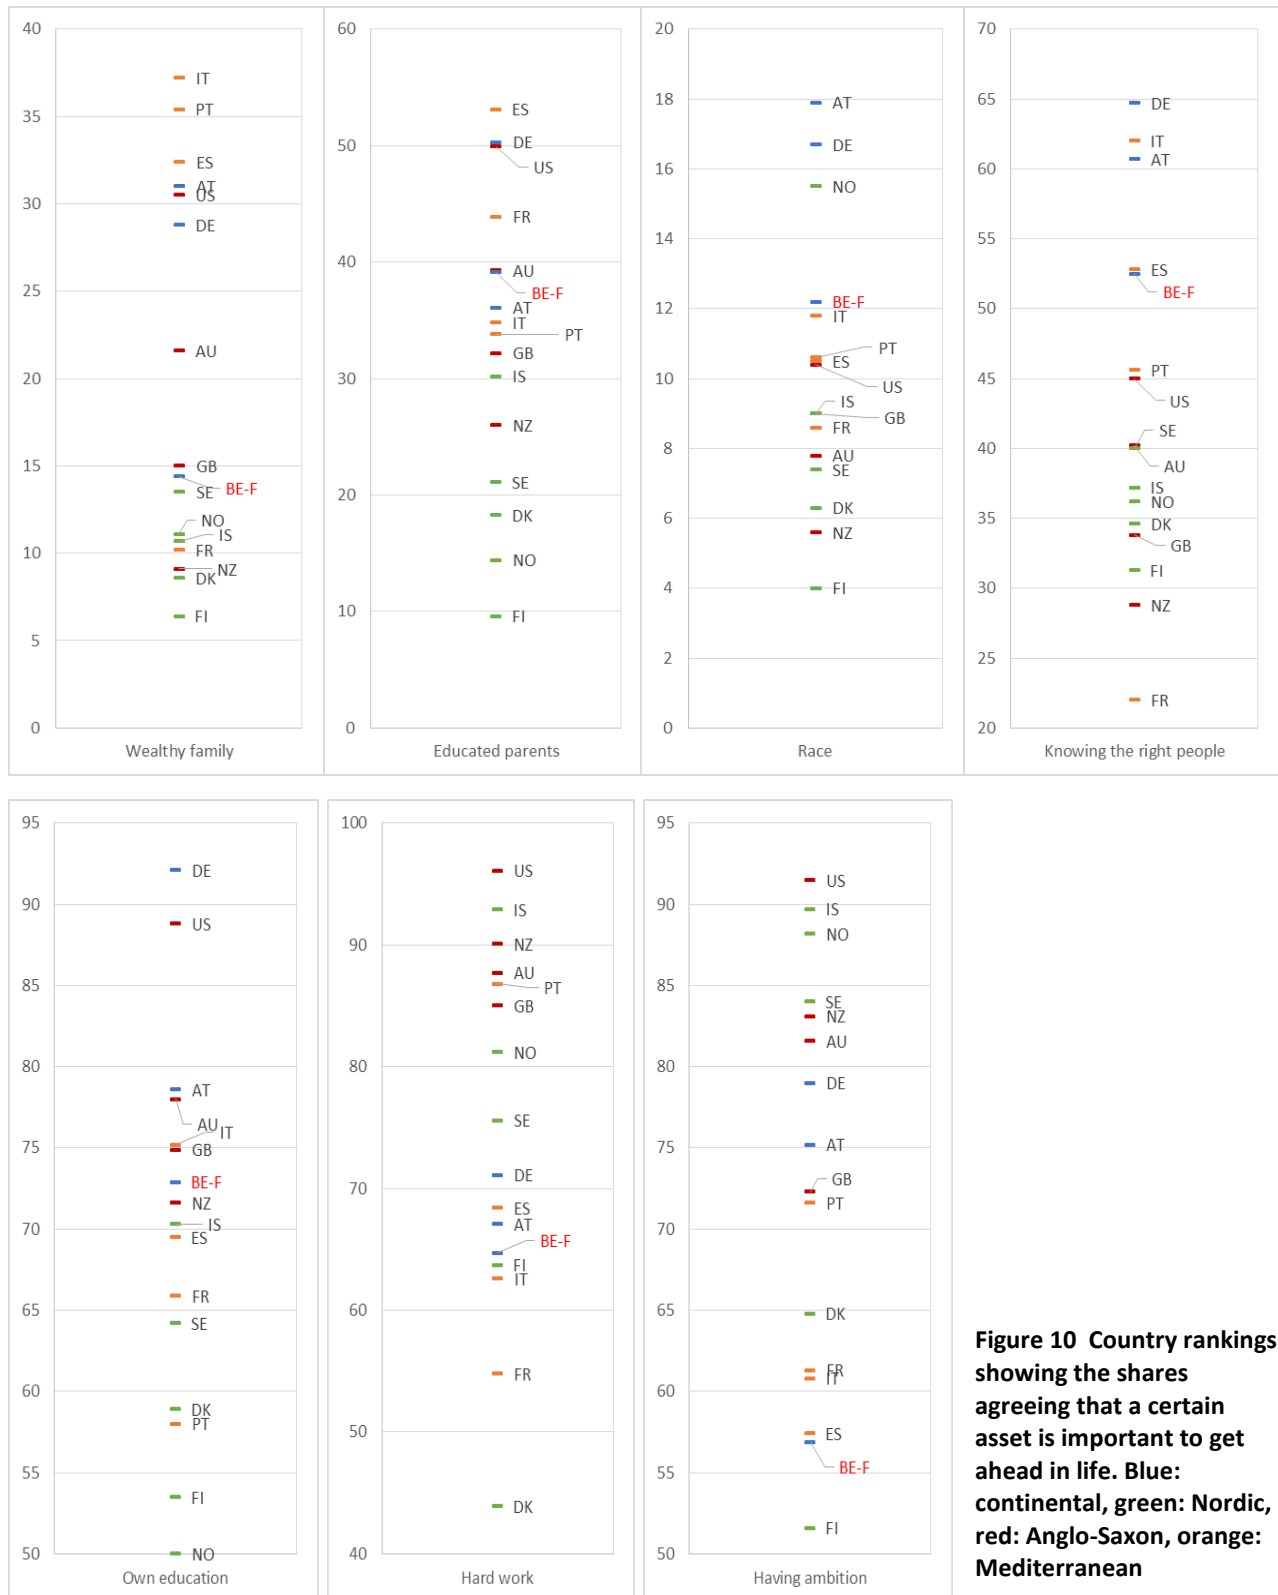 40
35
30
25
20
15
10
5
0
IT
PT
ES
AT
US
DE
AU
GB
BE-F
SE
NO
IS
FR
NZ
DK
FI
Wealthy family
60
50
40
30
20
10
0
ES
DE
US
FR
AU
BE-F
AT
IT
PT
GB
IS
NZ
SE
DK
NO
FI
Educated parents
20
18
16
14
12
10
8
6
4
2
0
AT
DE
NO
BE-F
IT
PT
ES
US
IS
GB
FR
AU
SE
DK
NZ
FI
Race
70
65
60
55
50
45
40
35
30
25
20
DE
IT
AT
ES
BE-F
PT
US
SE
AU
IS
NO
DK
GB
FI
NZ
FR
Knowing the right people
95
90
85
80
75
70
65
60
55
50
DE
US
AT
AU
IT
GB
BE-F
NZ
IS
ES
FR
SE
DK
PT
FI
NO
Own education
100
90
80
70
60
50
40
US
IS
NZ
AU
PT
GB
NO
SE
DE
ES
AT
BE-F
FI
IT
FR
DK
Hard work
95
90
85
80
75
70
65
60
55
50
US
IS
NO
SE
NZ
AU
DE
AT
GB
PT
DK
FR
IT
ES
BE-F
FI
Having ambition
Figure 10 Country rankings
showing the shares
agreeing that a certain
asset is important to get
ahead in life. Blue:
continental, green: Nordic,
red: Anglo-Saxon, orange:
Mediterranean